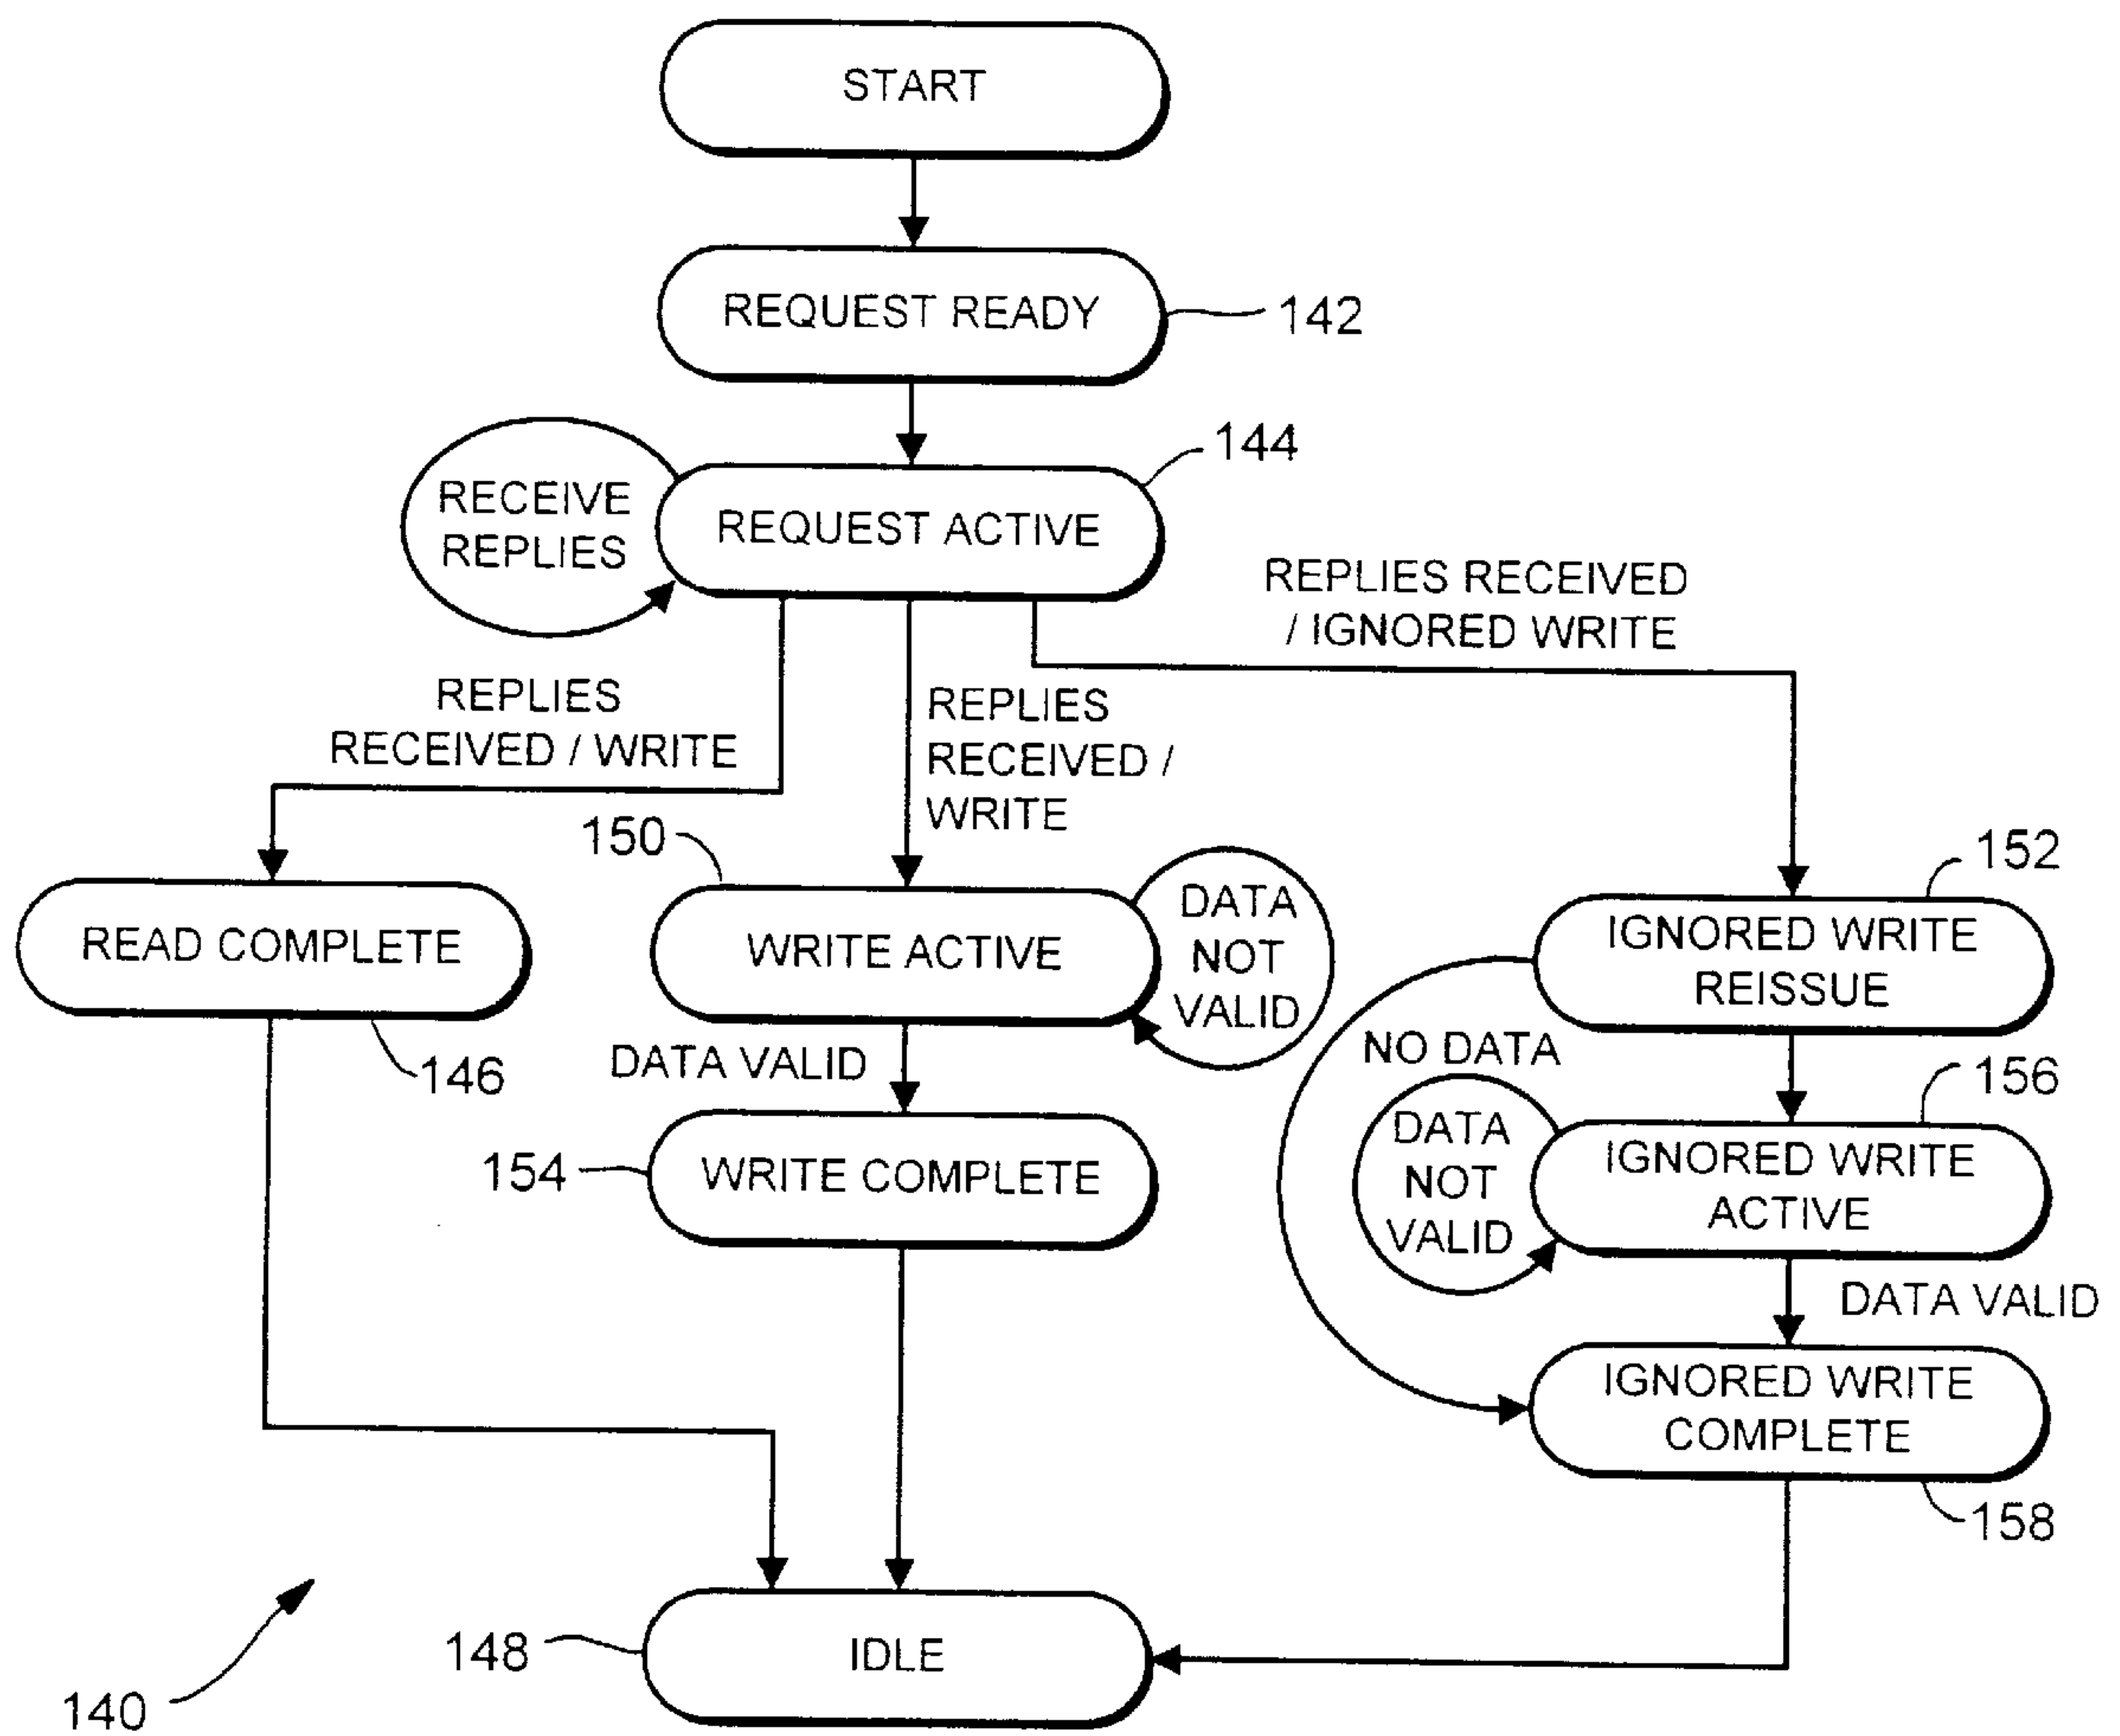 START
REQUEST READY
142
144
RECEIVE
REPLIES
REQUEST ACTIVE
REPLIES RECEIVED
/ IGNORED WRITE
REPLIES
RECEIVED / WRITE
REPLIES
RECEIVED /
WRITE
150
152
READ COMPLETE
WRITE ACTIVE
DATA
NOT
VALID
IGNORED WRITE
REISSUE
146
DATA VALID
NO DATA
156
154
WRITE COMPLETE
DATA
NOT
VALID
IGNORED WRITE
ACTIVE
DATA VALID
IGNORED WRITE
COMPLETE
158
148
IDLE
140